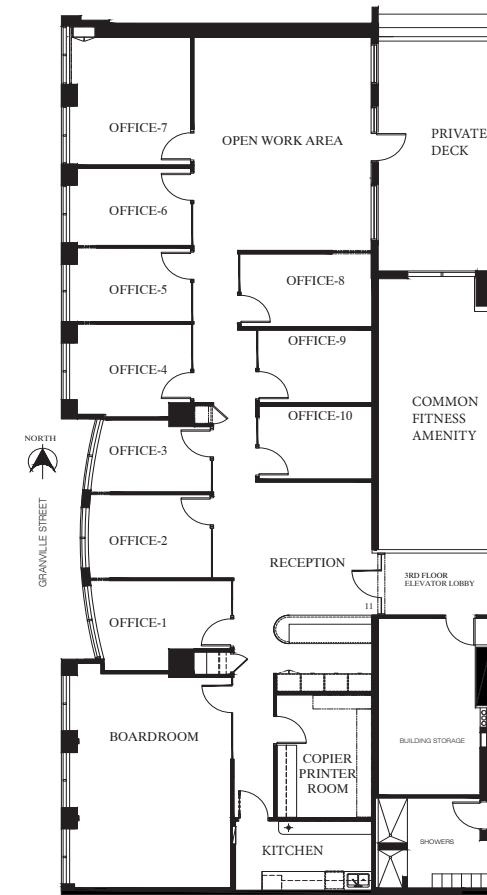 OFFICE-7
OPEN WORK AREA
PRIVATE
DECK
OFFICE-6
OFFICE-5
OFFICE-8
OFFICE-9
OFFICE-4
COMMON
FITNESS
AMENITY
OFFICE-10
NORTH
OFFICE-3
GRANVILLE STREET
OFFICE-2
RECEPTION
3RD FLOOR
ELEVATOR LOBBY
11
OFFICE-1
BOARDROOM
BUILDING STORAGE
COPIER
PRINTER
ROOM
SHOWERS
KITCHEN